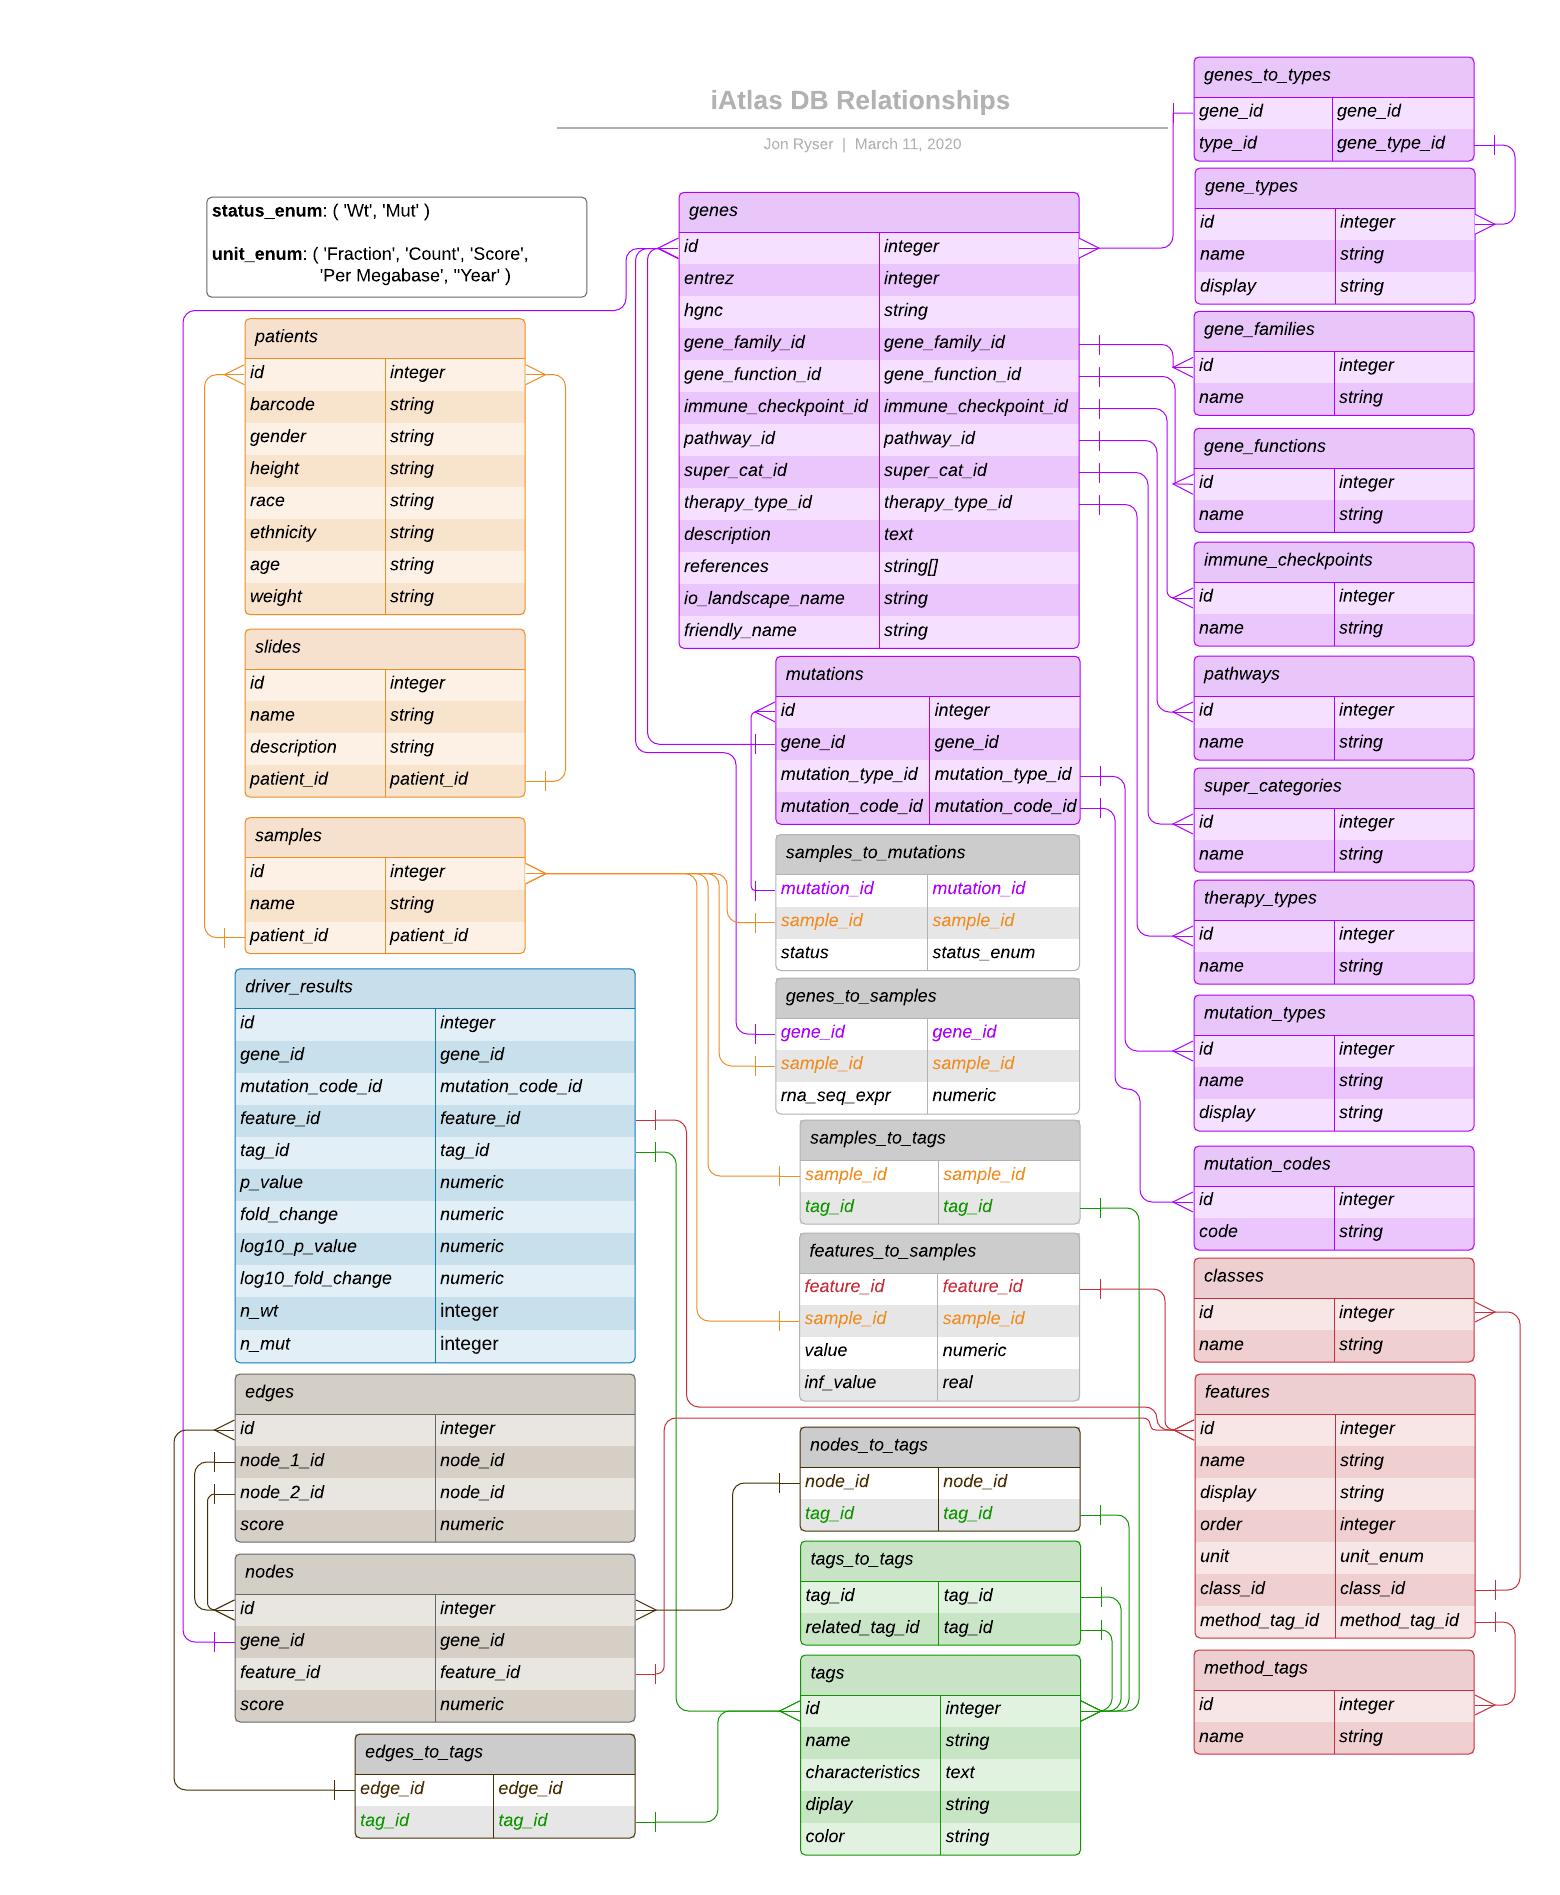 iAtlas DB Relationships
Jon Ryser | March 11, 2020
status_enum: ( 'Wt', 'Mut' )
unit_enum: ( 'Fraction', 'Count', 'Score',
'Per Megabase', "Year' )
patients
id integer
barcode string
gender string
height string
race string
ethnicity string
age string
weight string
slides
id integer
name string
description string
patient_id patient_id
samples
id integer
name string
patient_id patient_id
driver_results
id integer
gene_id gene_id
mutation_code_id mutation_code_id
feature_id feature_id
tag_id tag_id
p_value numeric
fold_change numeric
log10_p_value numeric
log10_fold_change numeric
n_wt integer
n_mut integer
edges
id integer
node_1_id node_id
node_2_id node_id
score numeric
nodes
id integer
gene_id gene_id
feature_id feature_id
score numeric
edges_to_tags
edge_id edge_id
tag_id tag_id
genes
id integer
entrez integer
hgnc string
gene_family_id gene_family_id
gene_function_id gene_function_id
immune_checkpoint_id immune_checkpoint_id
pathway_id pathway_id
super_cat_id super_cat_id
therapy_type_id therapy_type_id
description text
references string[]
io_landscape_name string
friendly_name string
mutations
id integer
gene_id gene_id
mutation_type_id mutation_type_id
mutation_code_id mutation_code_id
samples_to_mutations
mutation_id mutation_id
sample_id sample_id
status status_enum
genes_to_samples
gene_id gene_id
sample_id sample_id
rna_seq_expr numeric
samples_to_tags
sample_id sample_id
tag_id tag_id
features_to_samples
feature_id feature_id
sample_id sample_id
value numeric
inf_value real
nodes_to_tags
node_id node_id
tag_id tag_id
tags_to_tags
tag_id tag_id
related_tag_id tag_id
tags
id integer
name string
characteristics text
diplay string
color string
genes_to_types
gene_id gene_id
type_id gene_type_id
gene_types
id integer
name string
display string
gene_families
id integer
name string
gene_functions
id integer
name string
immune_checkpoints
id integer
name string
pathways
id integer
name string
super_categories
id integer
name string
therapy_types
id integer
name string
mutation_types
id integer
name string
display string
mutation_codes
id integer
code string
classes
id integer
name string
features
id integer
name string
display string
order integer
unit unit_enum
class_id class_id
method_tag_id method_tag_id
method_tags
id integer
name string